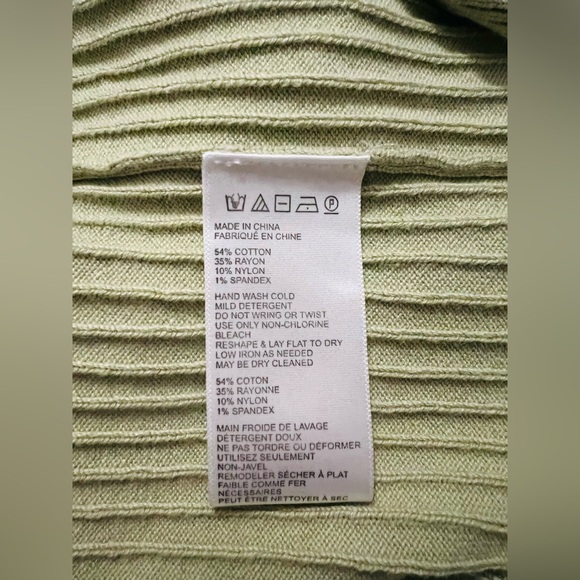 MADE IN CHINA
FABRIQUÉ EN CHINE
54% COTTON
35% RAYON
10% NYLON
1% SPANDEX
HAND WASH COLD
MILD DETERGENT
DO NOT WRING OR TWIST
USE ONLY NON-CHLORINE
BLEACH
RESHAPE & LAY FLAT TO DRY
LOW IRON AS NEEDED
MAY BE DRY CLEANED
54% COTON
35% RAYONNE
10% NYLON
1% SPANDEX
MAIN FROIDE DE LAVAGE
DÉTERGENT DOUX
NE PAS TORDRE OU DÉFORMER
UTILISEZ SEULEMENT
NON-JAVEL
REMODELER SÉCHER À PLAT
FAIBLE COMME FER
NÉCESSAIRES
PEUT ÊTRE NETTOYER À SEC